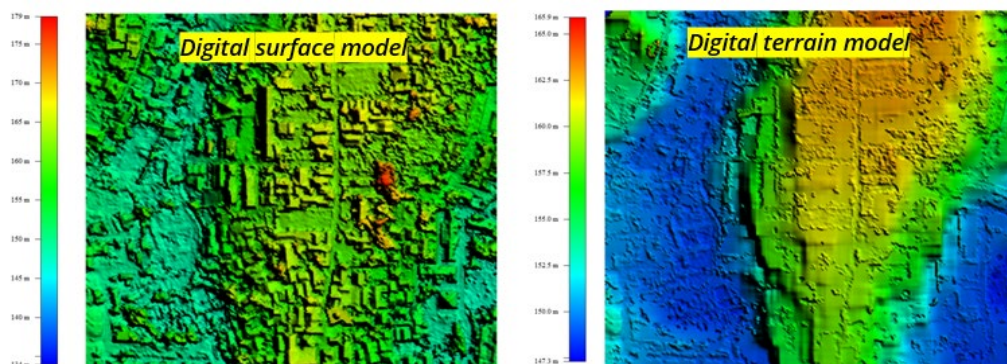 Digital surface model
179 m
170 m
165 m
160 m
155 m
150 m
145 m
140 m
Digital terrain model
165.9 m
165.0 m
162.5 m
160.0 m
157.5 m
155.0 m
152.5 m
150.0 m
147.3 m